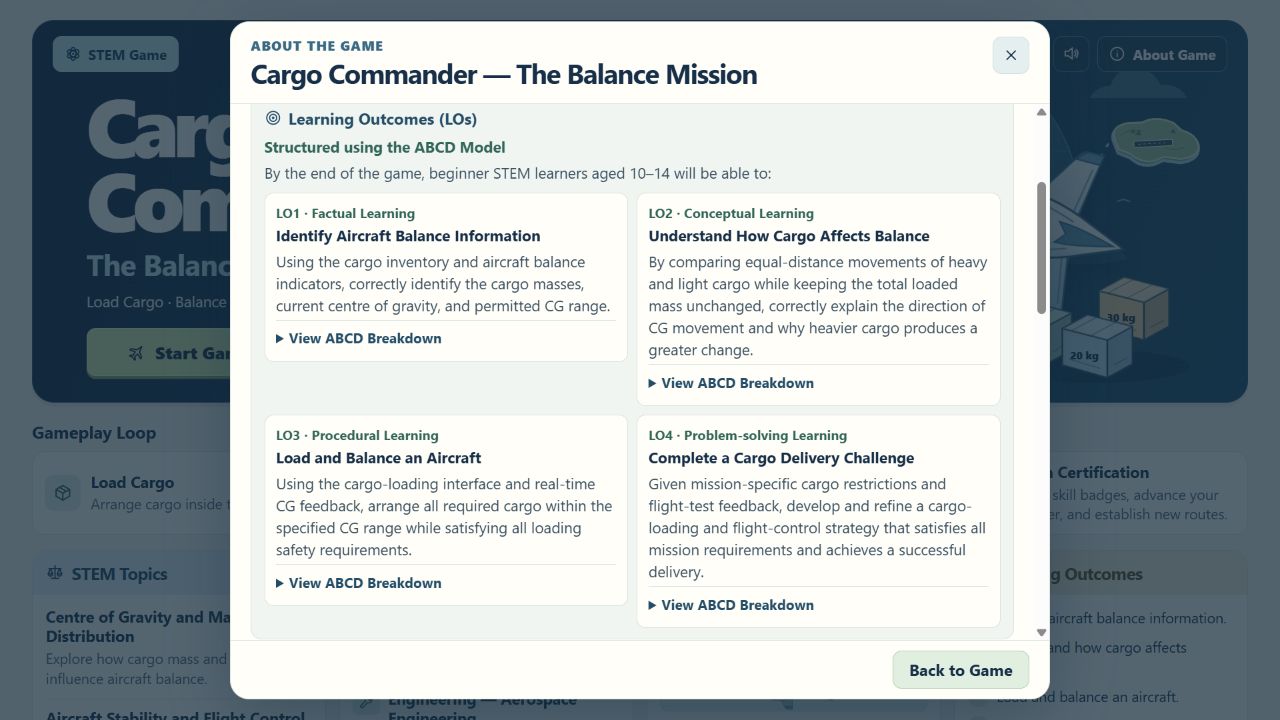 STEM Game
ABOUT THE GAME
Cargo Commander — The Balance Mission
About Game
Learning Outcomes (LOs)
Structured using the ABCD Model
By the end of the game, beginner STEM learners aged 10–14 will be able to:
LO1 · Factual Learning
Identify Aircraft Balance Information
Using the cargo inventory and aircraft balance
indicators, correctly identify the cargo masses,
current centre of gravity, and permitted CG range.
View ABCD Breakdown
LO2 · Conceptual Learning
Understand How Cargo Affects Balance
By comparing equal-distance movements of heavy
and light cargo while keeping the total loaded
mass unchanged, correctly explain the direction of
CG movement and why heavier cargo produces a
greater change.
View ABCD Breakdown
LO3 · Procedural Learning
Load and Balance an Aircraft
Using the cargo-loading interface and real-time
CG feedback, arrange all required cargo within the
specified CG range while satisfying all loading
safety requirements.
View ABCD Breakdown
LO4 · Problem-solving Learning
Complete a Cargo Delivery Challenge
Given mission-specific cargo restrictions and
flight-test feedback, develop and refine a cargo-
loading and flight-control strategy that satisfies all
mission requirements and achieves a successful
delivery.
View ABCD Breakdown
Back to Game
Carg
Com
The Balanc
Load Cargo · Balance
Start Gar
30 kg
20 kg
Gameplay Loop
Load Cargo
Arrange cargo inside t
Certification
skill badges, advance your
er, and establish new routes.
STEM Topics
Centre of Gravity and Ma
Distribution
Explore how cargo mass and
influence aircraft balance.
Aircraft Stability and Flight Control
Engineering — Aerospace
Engineering
g Outcomes
aircraft balance information.
and how cargo affects
Load and balance an aircraft.